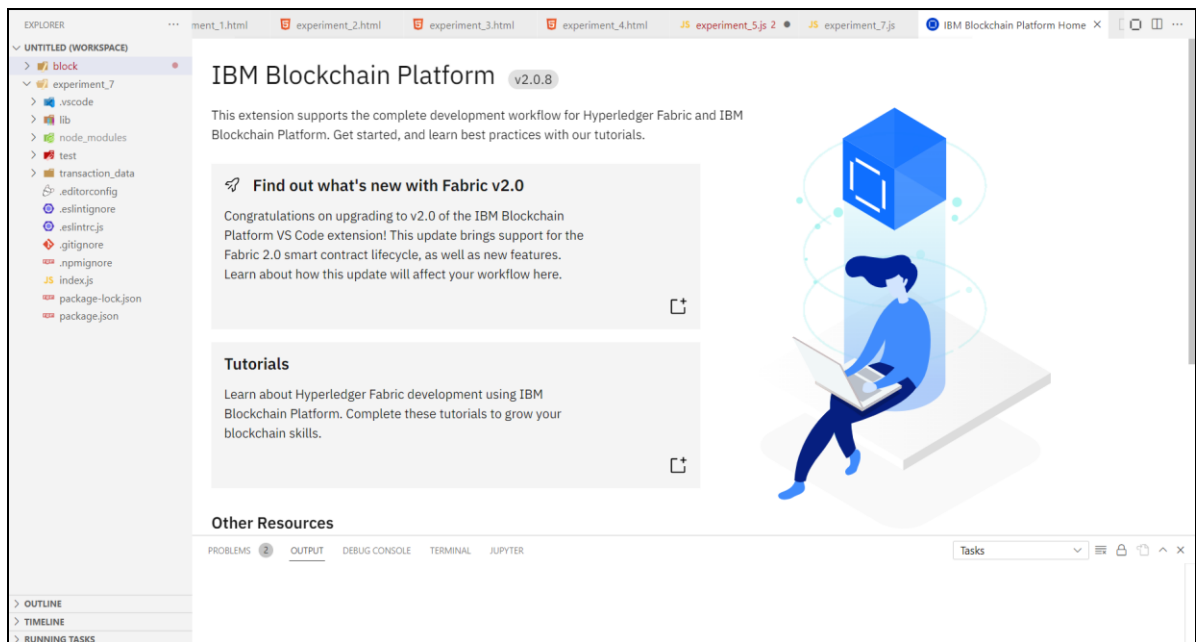 EXPLORER
ment_1.html
experiment_2.html
experiment_3.html
experiment_4.html
JS experiment_5.js 2
JS experiment_7.js
IBM Blockchain Platform Home
UNTITLED (WORKSPACE)
block
experiment_7
.vscode
lib
node_modules
test
transaction_data
.editorconfig
.eslintignore
.eslintrc.js
.gitignore
.npmignore
JS index.js
package-lock.json
package.json
OUTLINE
TIMELINE
RUNNING TASKS
IBM Blockchain Platform v2.0.8
This extension supports the complete development workflow for Hyperledger Fabric and IBM
Blockchain Platform. Get started, and learn best practices with our tutorials.
Find out what's new with Fabric v2.0
Congratulations on upgrading to v2.0 of the IBM Blockchain
Platform VS Code extension! This update brings support for the
Fabric 2.0 smart contract lifecycle, as well as new features.
Learn about how this update will affect your workflow here.
Tutorials
Learn about Hyperledger Fabric development using IBM
Blockchain Platform. Complete these tutorials to grow your
blockchain skills.
Other Resources
PROBLEMS 2 OUTPUT DEBUG CONSOLE TERMINAL JUPYTER
Tasks